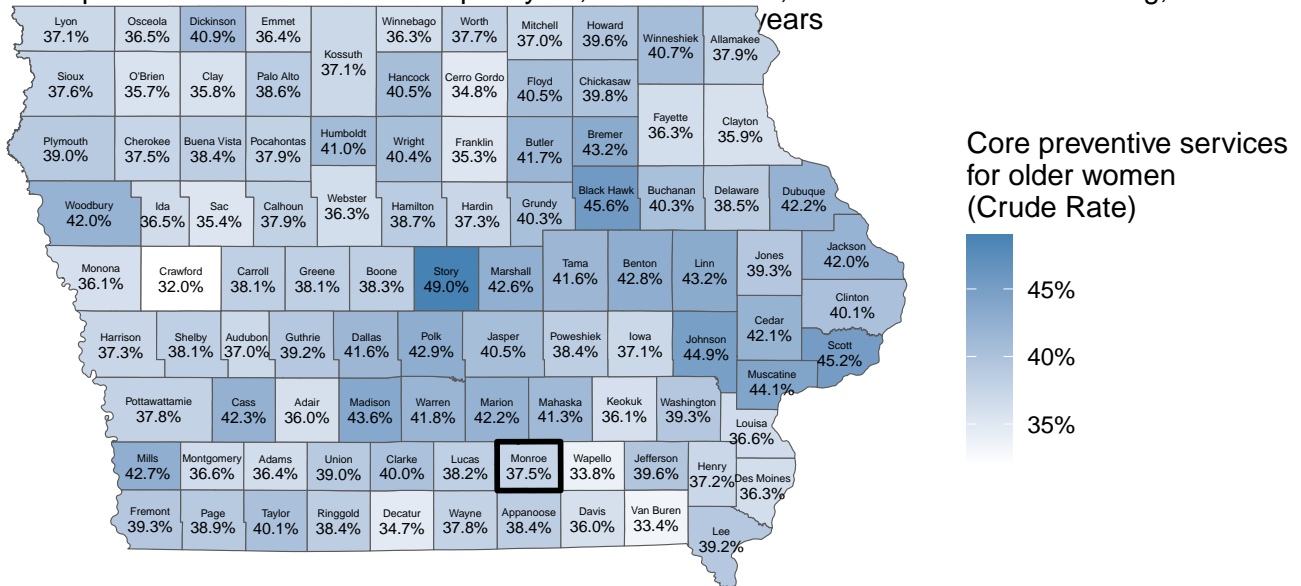 years
Lyon Osceola Dickinson Emmet Winnebago Worth Mitchell Howard Winneshiek Allamakee
37.1% 36.5% 40.9% 36.4% 36.3% 37.7% 37.0% 39.6% 40.7% 37.9%
Kossuth
37.1%
Sioux O'Brien Clay Palo Alto Hancock Cerro Gordo Floyd Chickasaw
37.6% 35.7% 35.8% 38.6% 40.5% 34.8% 40.5% 39.8%
Fayette Clayton
36.3% 35.9%
Plymouth Cherokee Buena Vista Pocahontas Humboldt Wright Franklin Butler Bremer
39.0% 37.5% 38.4% 37.9% 41.0% 40.4% 35.3% 41.7% 43.2%
Woodbury Ida Sac Calhoun Webster Hamilton Hardin Grundy Black Hawk Buchanan Delaware Dubuque
42.0% 36.5% 35.4% 37.9% 36.3% 38.7% 37.3% 40.3% 45.6% 40.3% 38.5% 42.2%
Monona Crawford Carroll Greene Boone Story Marshall Tama Benton Linn Jones Jackson
36.1% 32.0% 38.1% 38.1% 38.3% 49.0% 42.6% 41.6% 42.8% 43.2% 39.3% 42.0%
Clinton
40.1%
Harrison Shelby Audubon Guthrie Dallas Polk Jasper Poweshiek Iowa Johnson Cedar Scott
37.3% 38.1% 37.0% 39.2% 41.6% 42.9% 40.5% 38.4% 37.1% 44.9% 42.1% 45.2%
Muscatine
44.1%
Pottawattamie Cass Adair Madison Warren Marion Mahaska Keokuk Washington Louisa
37.8% 42.3% 36.0% 43.6% 41.8% 42.2% 41.3% 36.1% 39.3% 36.6%
Mills Montgomery Adams Union Clarke Lucas Monroe Wapello Jefferson Henry Des Moines
42.7% 36.6% 36.4% 39.0% 40.0% 38.2% 37.5% 33.8% 39.6% 37.2% 36.3%
Fremont Page Taylor Ringgold Decatur Wayne Appanoose Davis Van Buren Lee
39.3% 38.9% 40.1% 38.4% 34.7% 37.8% 38.4% 36.0% 33.4% 39.2%
Core preventive services
for older women
(Crude Rate)
45%
40%
35%